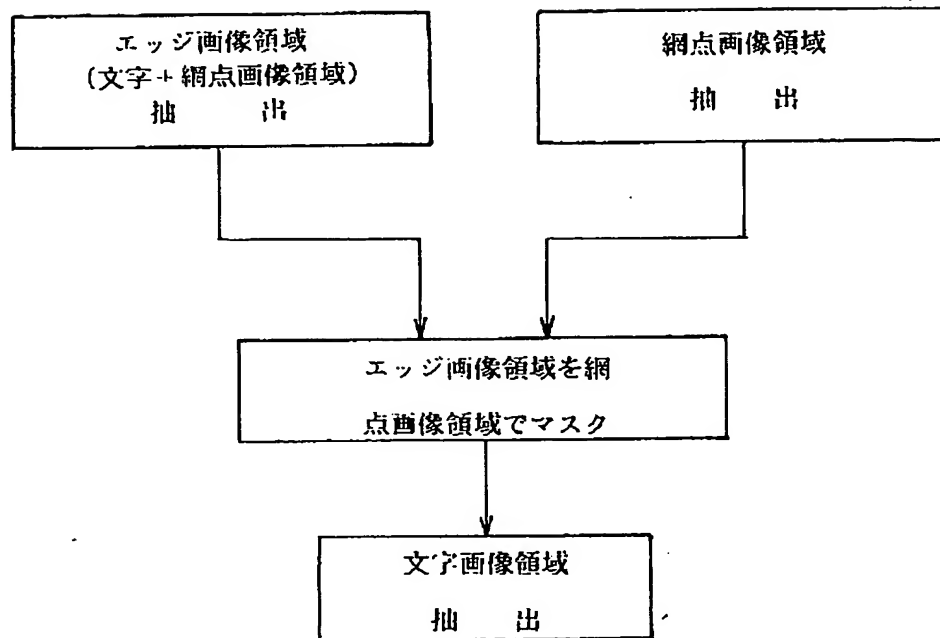 エッジ画像領域
(文字+網点画像領域)
抽　出
網点画像領域
抽　出
エッジ画像領域を網
点画像領域でマスク
文字画像領域
抽　出